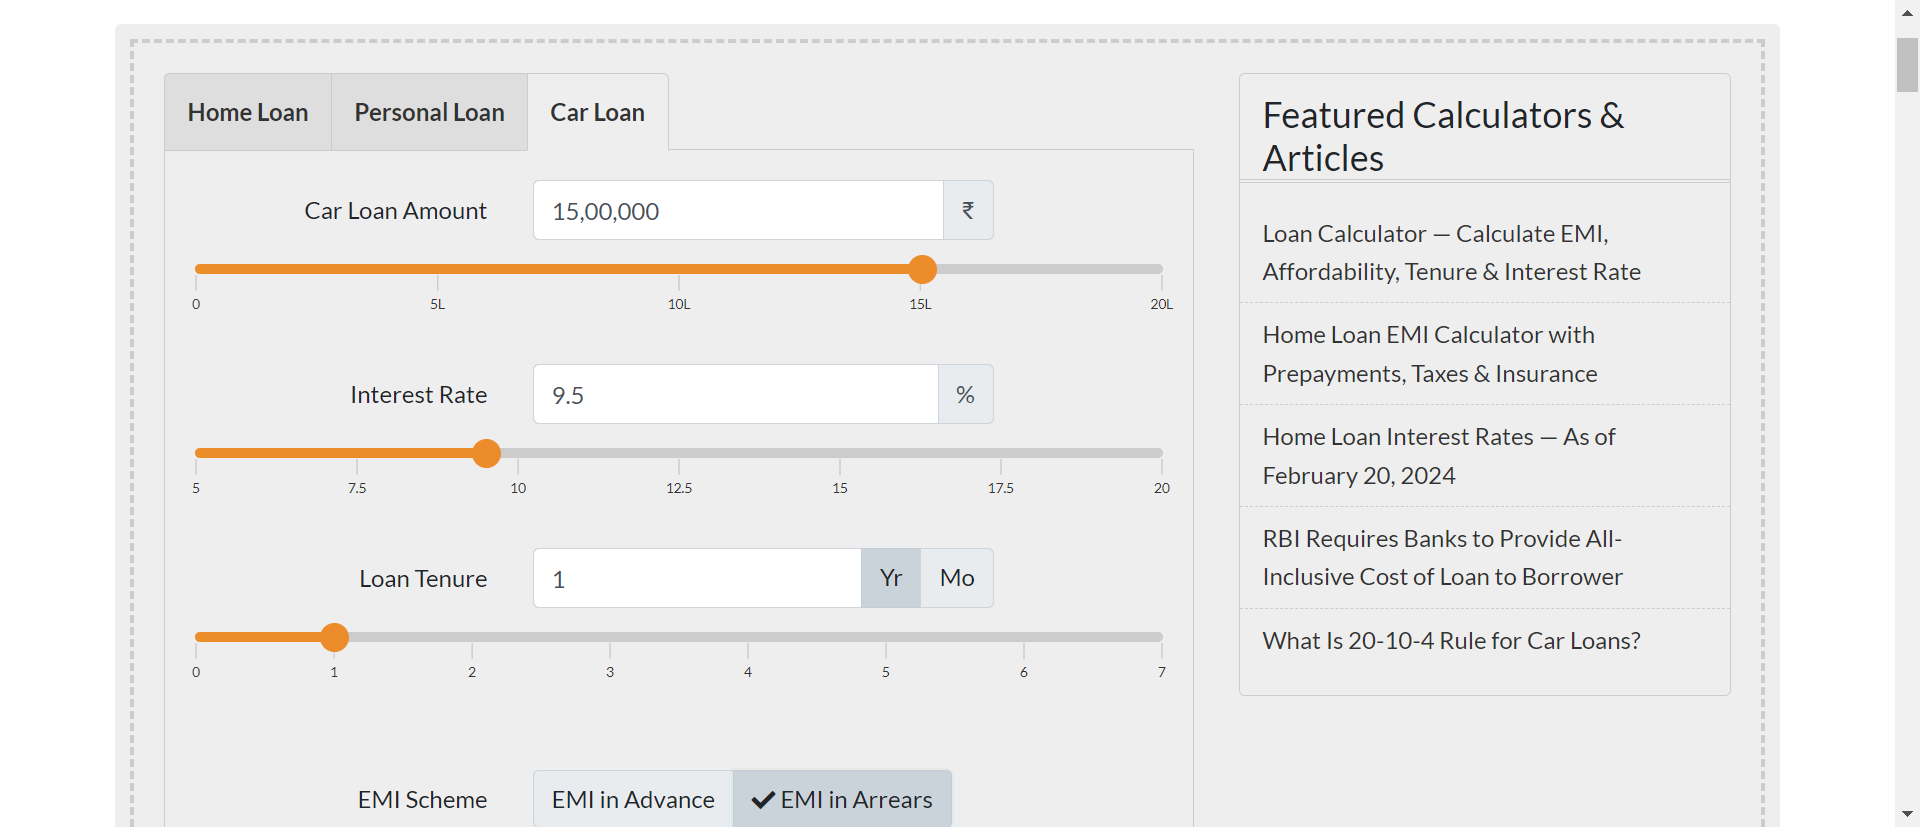 Home Loan
Personal Loan
Car Loan
Car Loan Amount
15,00,000
₹
0
5L
10L
15L
20L
Interest Rate
9.5
%
5
7.5
10
12.5
15
17.5
20
Loan Tenure
1
Yr
Mo
0
1
2
3
4
5
6
7
EMI Scheme
EMI in Advance
EMI in Arrears
Featured Calculators &
Articles
Loan Calculator — Calculate EMI,
Affordability, Tenure & Interest Rate
Home Loan EMI Calculator with
Prepayments, Taxes & Insurance
Home Loan Interest Rates — As of
February 20, 2024
RBI Requires Banks to Provide All-
Inclusive Cost of Loan to Borrower
What Is 20-10-4 Rule for Car Loans?